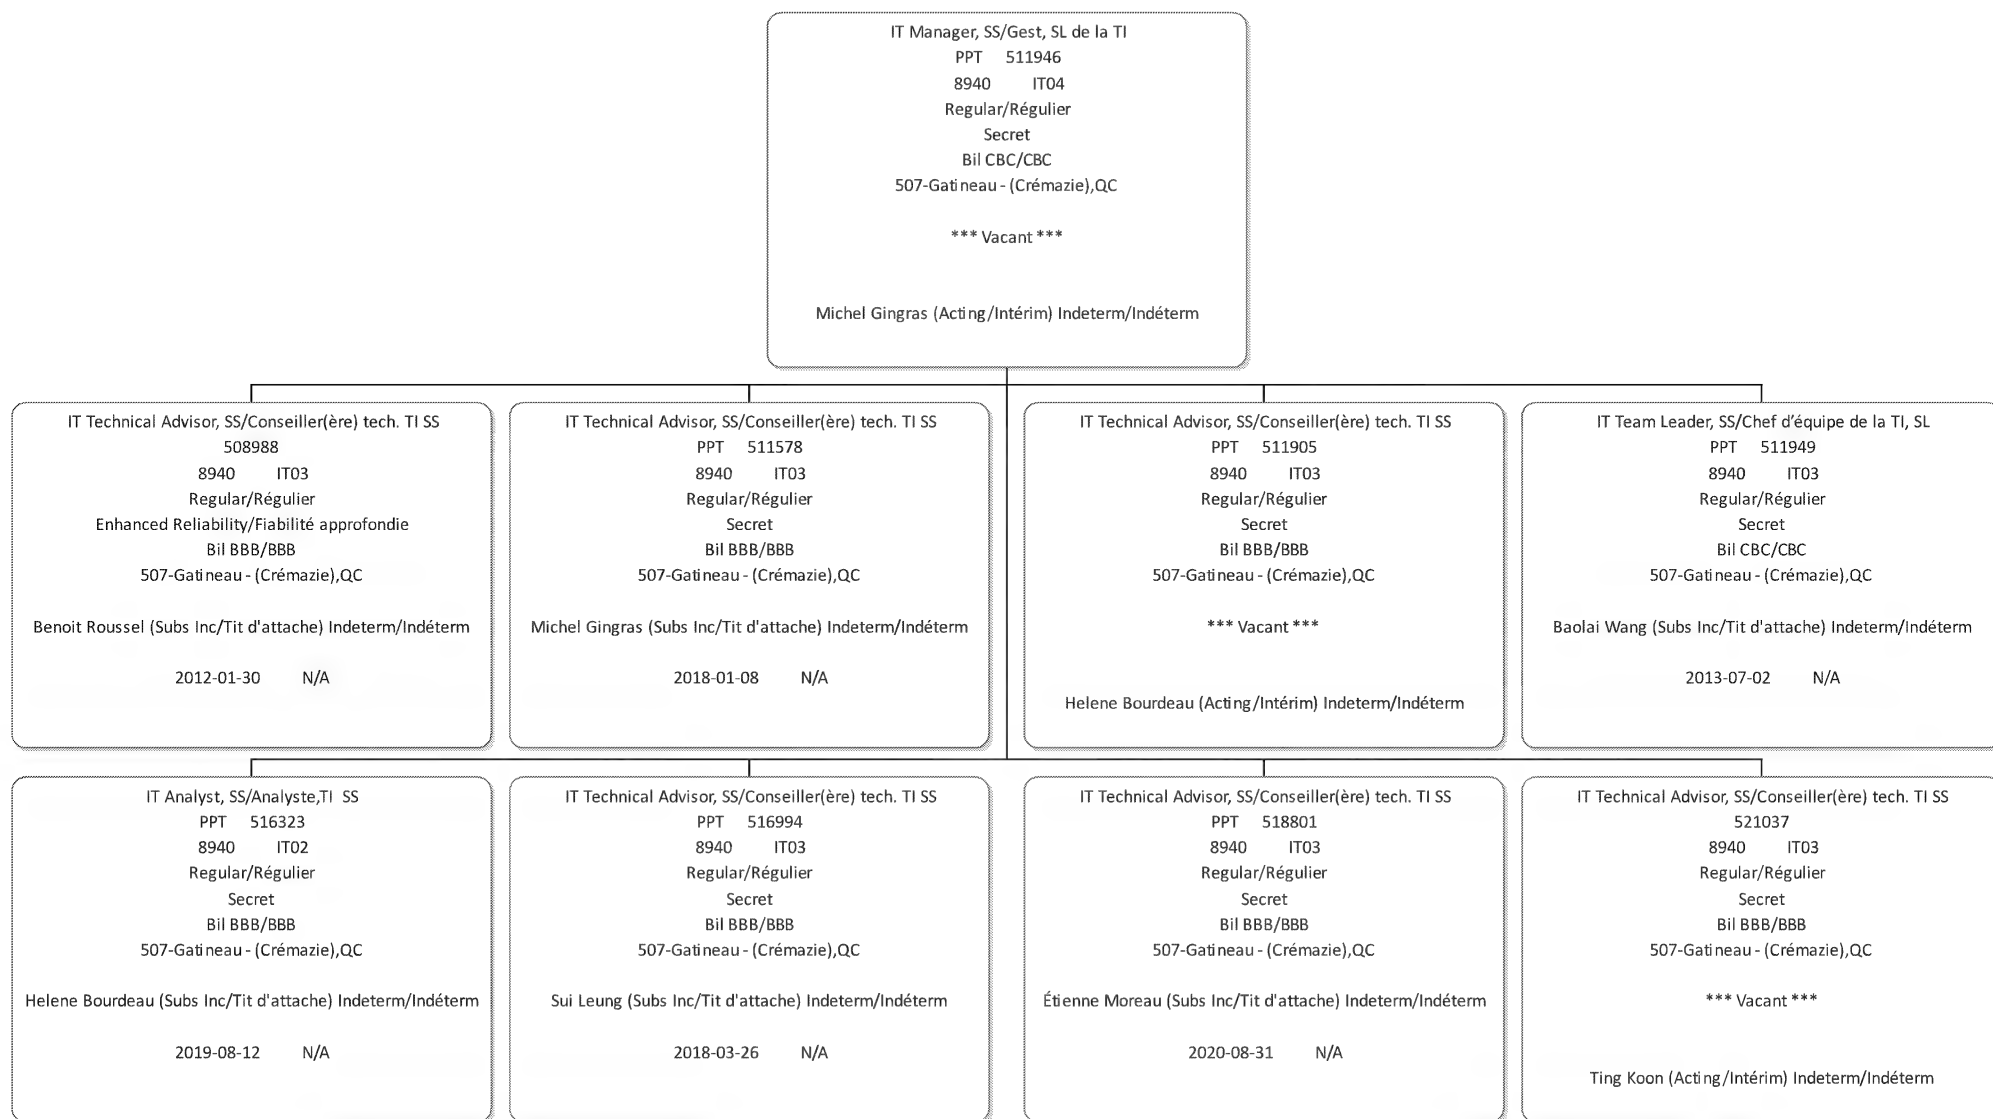 IT Manager, SS/Gest, SL de la TI
PPT 511946
8940 IT04
Regular/Régulier
Secret
Bil CBC/CBC
507-Gatineau - (Crémazie),QC
*** Vacant ***
Michel Gingras (Acting/Intérim) Indeterm/Indéterm
IT Technical Advisor, SS/Conseiller(ère) tech. TI SS
508988
8940 IT03
Regular/Régulier
Enhanced Reliability/Fiabilité approfondie
Bil BBB/BBB
507-Gatineau - (Crémazie),QC
Benoit Roussel (Subs Inc/Tit d'attache) Indeterm/Indéterm
2012-01-30 N/A
IT Technical Advisor, SS/Conseiller(ère) tech. TI SS
PPT 511578
8940 IT03
Regular/Régulier
Secret
Bil BBB/BBB
507-Gatineau - (Crémazie),QC
Michel Gingras (Subs Inc/Tit d'attache) Indeterm/Indéterm
2018-01-08 N/A
IT Technical Advisor, SS/Conseiller(ère) tech. TI SS
PPT 511905
8940 IT03
Regular/Régulier
Secret
Bil BBB/BBB
507-Gatineau - (Crémazie),QC
*** Vacant ***
Helene Bourdeau (Acting/Intérim) Indeterm/Indéterm
IT Team Leader, SS/Chef d’équipe de la TI, SL
PPT 511949
8940 IT03
Regular/Régulier
Secret
Bil CBC/CBC
507-Gatineau - (Crémazie),QC
Baolai Wang (Subs Inc/Tit d'attache) Indeterm/Indéterm
2013-07-02 N/A
IT Analyst, SS/Analyste,TI SS
PPT 516323
8940 IT02
Regular/Régulier
Secret
Bil BBB/BBB
507-Gatineau - (Crémazie),QC
Helene Bourdeau (Subs Inc/Tit d'attache) Indeterm/Indéterm
2019-08-12 N/A
IT Technical Advisor, SS/Conseiller(ère) tech. TI SS
PPT 516994
8940 IT03
Regular/Régulier
Secret
Bil BBB/BBB
507-Gatineau - (Crémazie),QC
Sui Leung (Subs Inc/Tit d'attache) Indeterm/Indéterm
2018-03-26 N/A
IT Technical Advisor, SS/Conseiller(ère) tech. TI SS
PPT 518801
8940 IT03
Regular/Régulier
Secret
Bil BBB/BBB
507-Gatineau - (Crémazie),QC
Étienne Moreau (Subs Inc/Tit d'attache) Indeterm/Indéterm
2020-08-31 N/A
IT Technical Advisor, SS/Conseiller(ère) tech. TI SS
521037
8940 IT03
Regular/Régulier
Secret
Bil BBB/BBB
507-Gatineau - (Crémazie),QC
*** Vacant ***
Ting Koon (Acting/Intérim) Indeterm/Indéterm